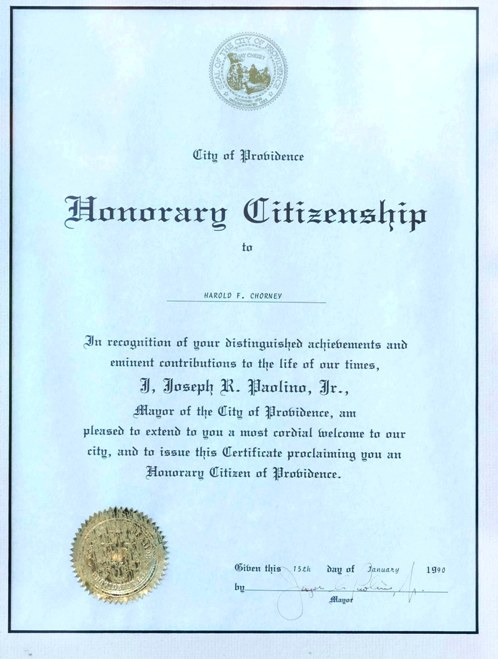 City of Providence
Honorary Citizenship
to
HAROLD F. CHORNEY
In recognition of your distinguished achievements and
eminent contributions to the life of our times,
I, Joseph R. Paolino, Jr.,
Mayor of the City of Providence, am
pleased to extend to you a most cordial welcome to our
city, and to issue this Certificate proclaiming you an
Honorary Citizen of Providence.
Given this 15th day of January 1990
by
Mayor